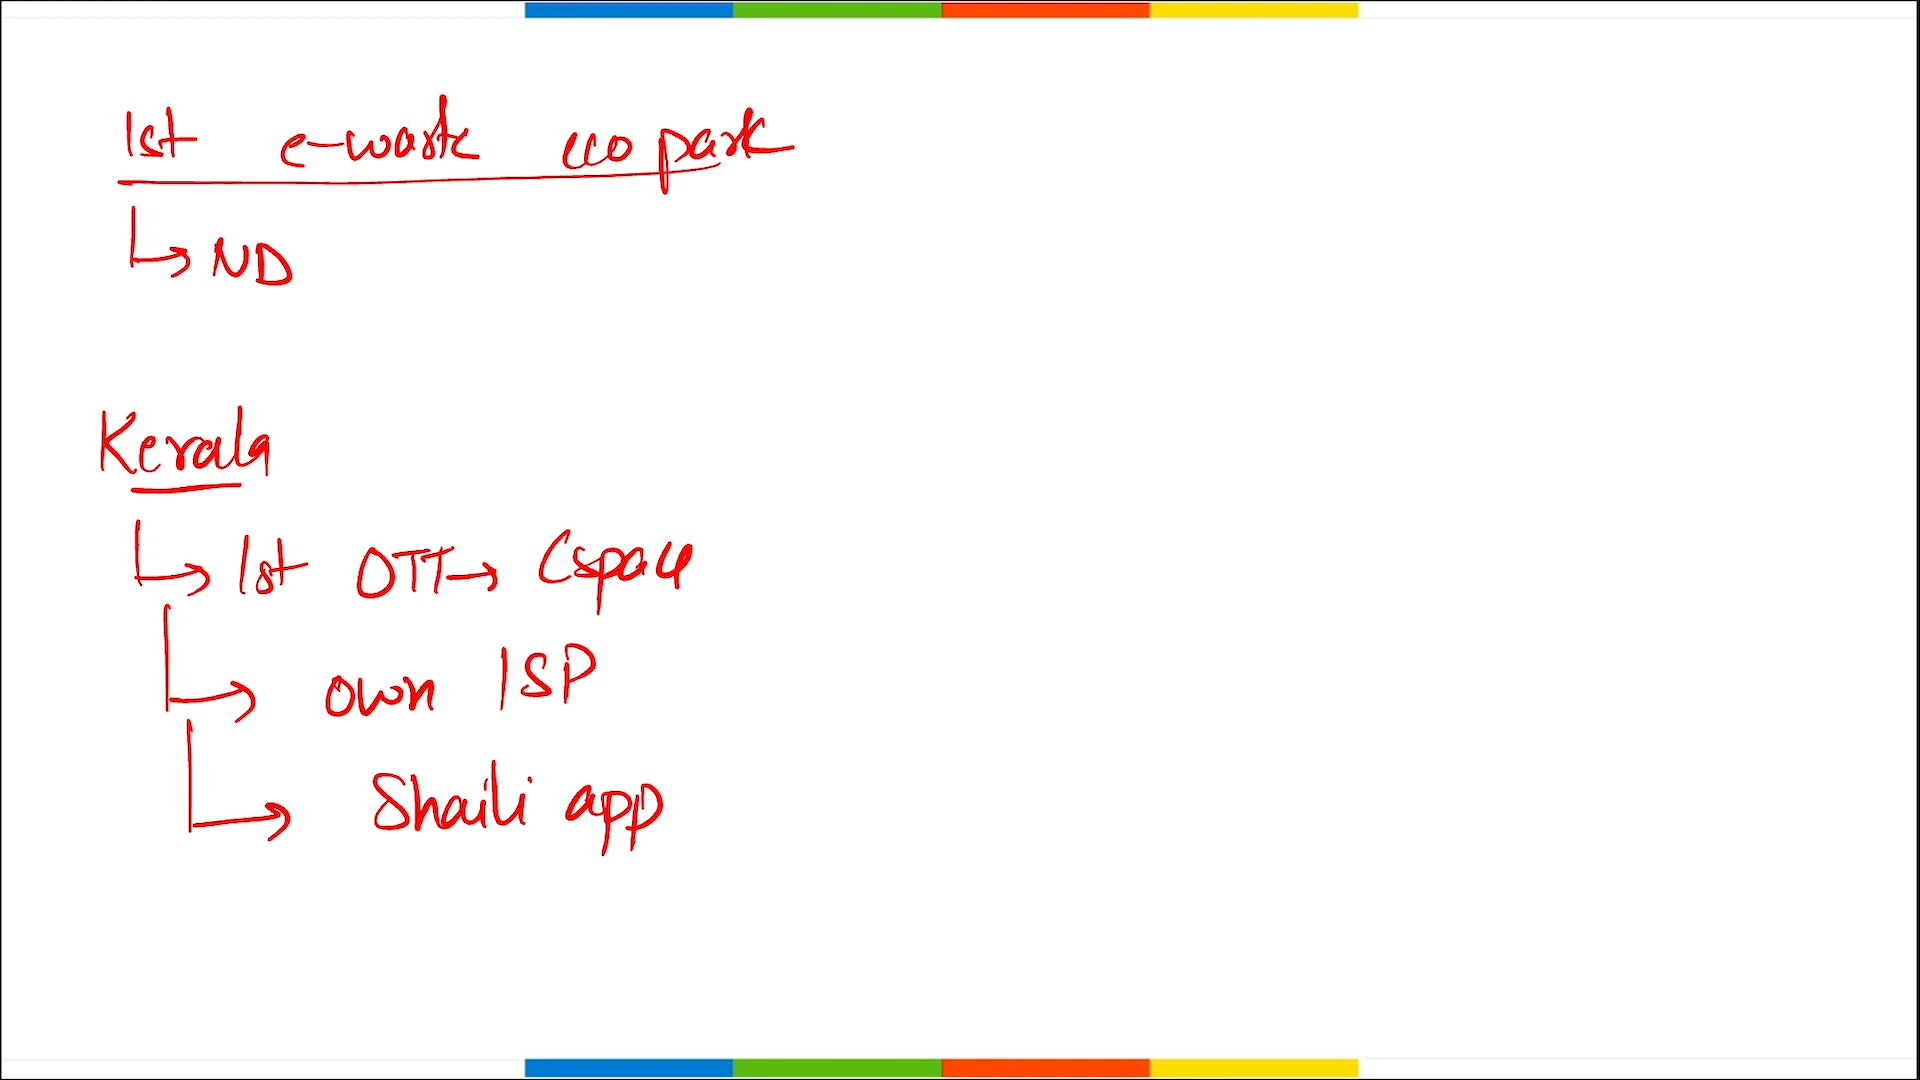 1st e-waste eco park
↳ ND
Kerala
↳ 1st OTT → Cspace
↳ own ISP
↳ Shaili app